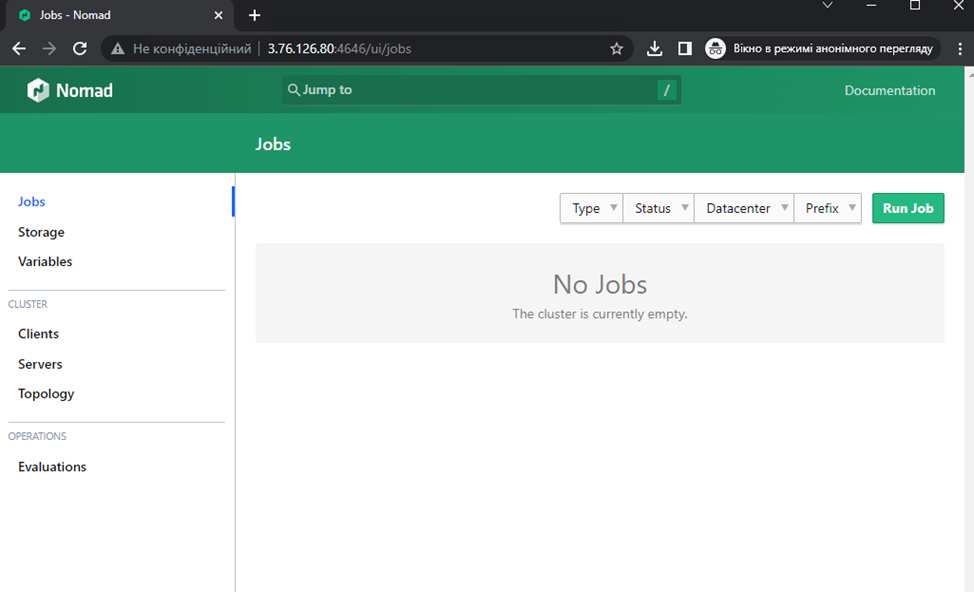 Jobs - Nomad
Не конфіденційний 3.76.126.80:4646/ui/jobs Вікно в режимі анонімного перегляду
Nomad Jump to / Documentation
Jobs
Jobs
Storage
Variables
CLUSTER
Clients
Servers
Topology
OPERATIONS
Evaluations
Type Status Datacenter Prefix Run Job
No Jobs
The cluster is currently empty.